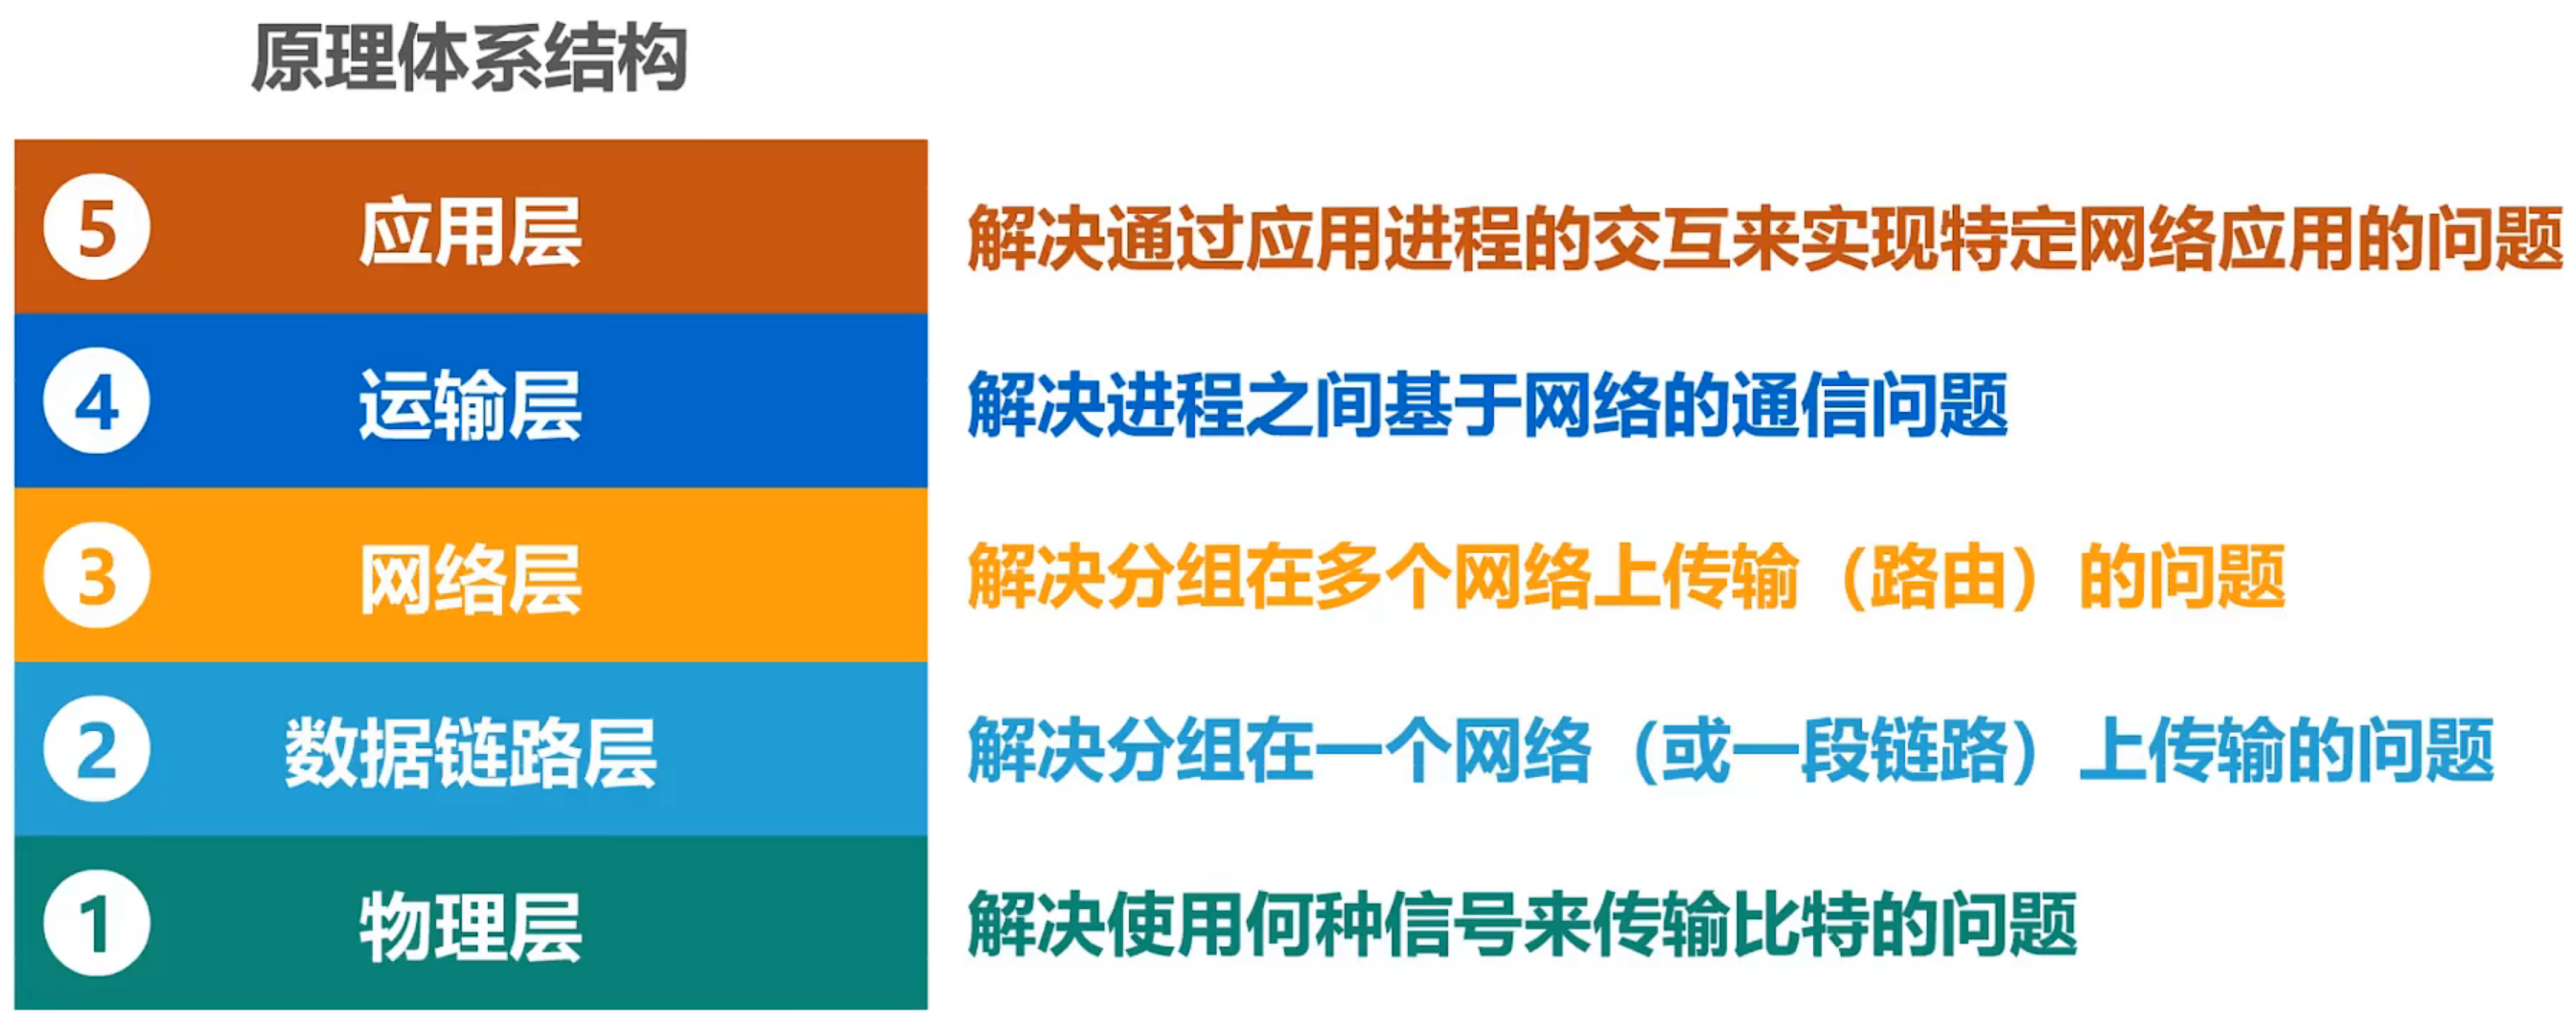 原理体系结构
5 应用层 解决通过应用进程的交互来实现特定网络应用的问题
4 运输层 解决进程之间基于网络的通信问题
3 网络层 解决分组在多个网络上传输（路由）的问题
2 数据链路层 解决分组在一个网络（或一段链路）上传输的问题
1 物理层 解决使用何种信号来传输比特的问题